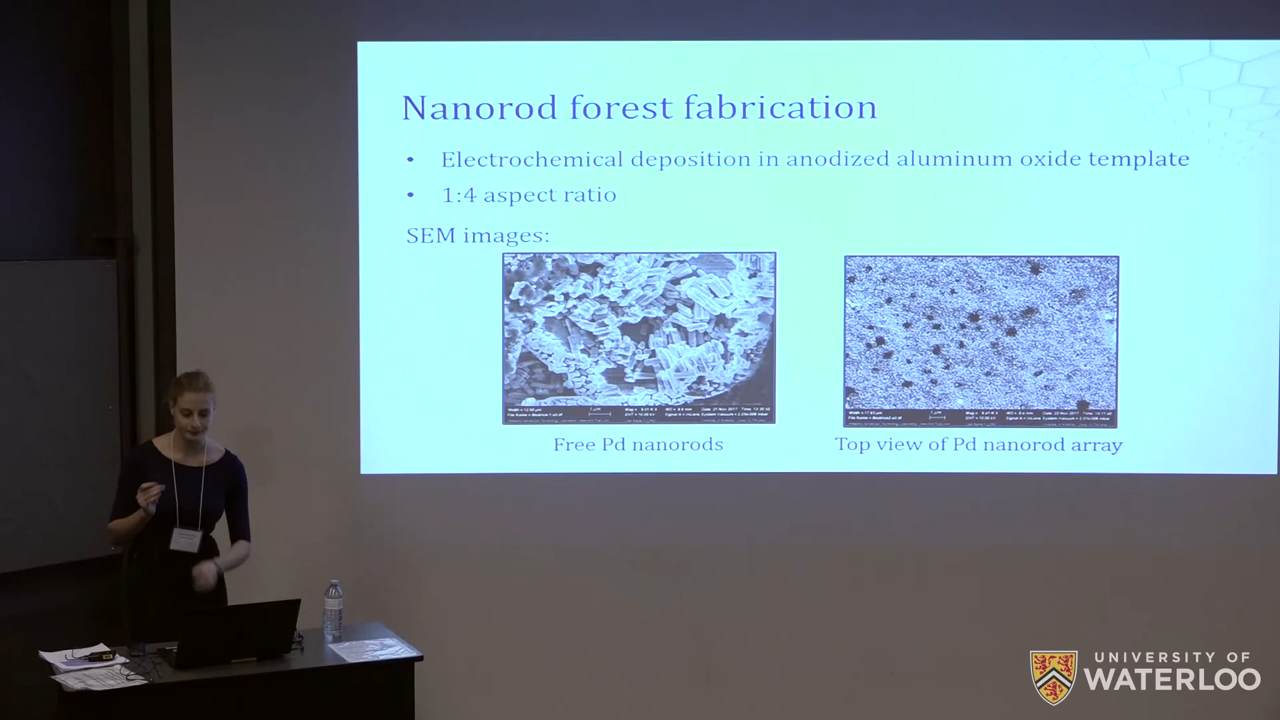 Nanorod forest fabrication
• Electrochemical deposition in anodized aluminum oxide template
• 1:4 aspect ratio
SEM images:
Free Pd nanorods
Top view of Pd nanorod array
UNIVERSITY OF
WATERLOO